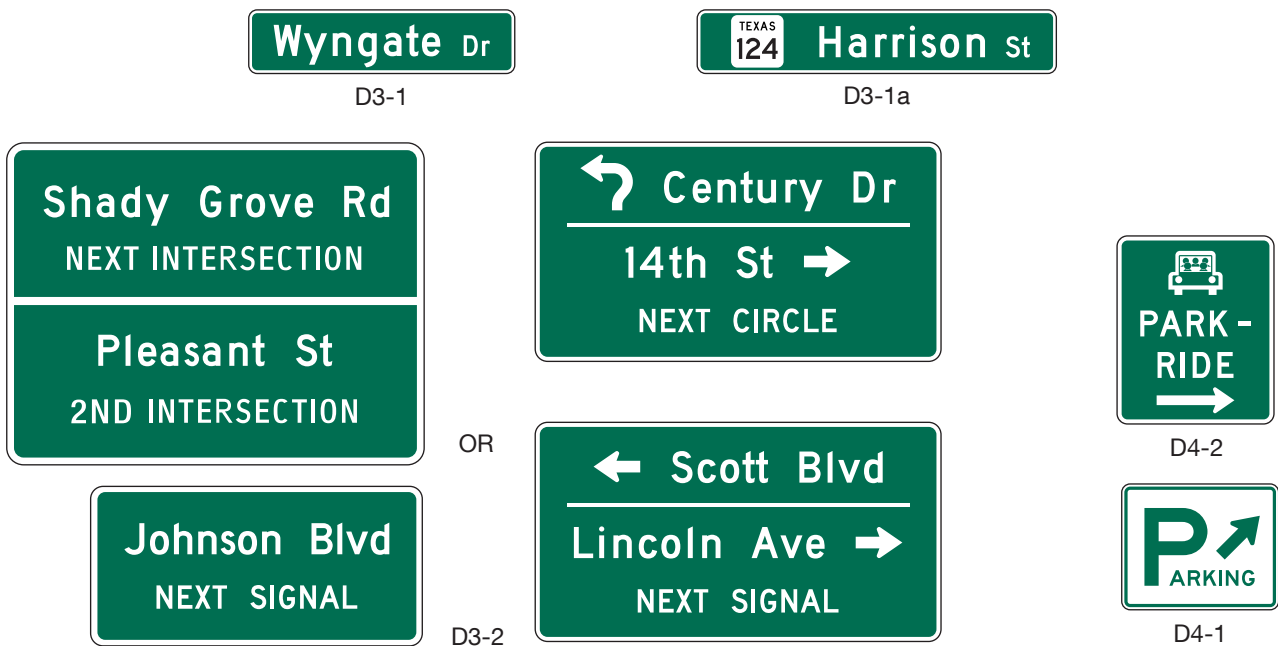 Wyngate Dr
D3-1
TEXAS
124 Harrison St
D3-1a
Shady Grove Rd
NEXT INTERSECTION
Pleasant St
2ND INTERSECTION
Johnson Blvd
NEXT SIGNAL
OR
D3-2
Century Dr
14th St
NEXT CIRCLE
Scott Blvd
Lincoln Ave
NEXT SIGNAL
PARK-
RIDE
D4-2
PARKING
D4-1